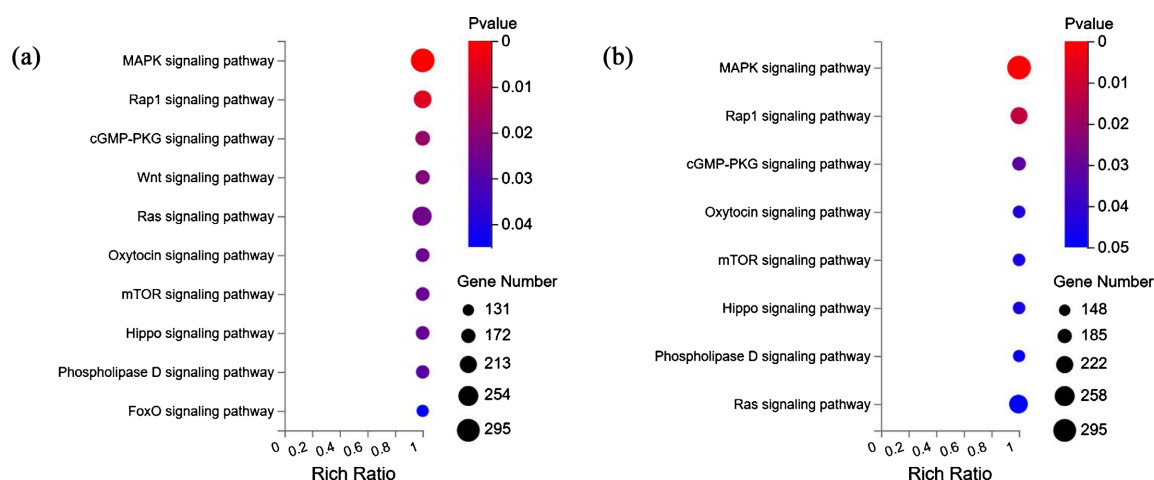 (a)
MAPK signaling pathway
Rap1 signaling pathway
cGMP-PKG signaling pathway
Wnt signaling pathway
Ras signaling pathway
Oxytocin signaling pathway
mTOR signaling pathway
Hippo signaling pathway
Phospholipase D signaling pathway
FoxO signaling pathway
0 0.2 0.4 0.6 0.8 1
Rich Ratio
Pvalue
0
0.01
0.02
0.03
0.04
Gene Number
131
172
213
254
295
(b)
MAPK signaling pathway
Rap1 signaling pathway
cGMP-PKG signaling pathway
Oxytocin signaling pathway
mTOR signaling pathway
Hippo signaling pathway
Phospholipase D signaling pathway
Ras signaling pathway
0 0.2 0.4 0.6 0.8 1
Rich Ratio
Pvalue
0
0.01
0.02
0.03
0.04
0.05
Gene Number
148
185
222
258
295